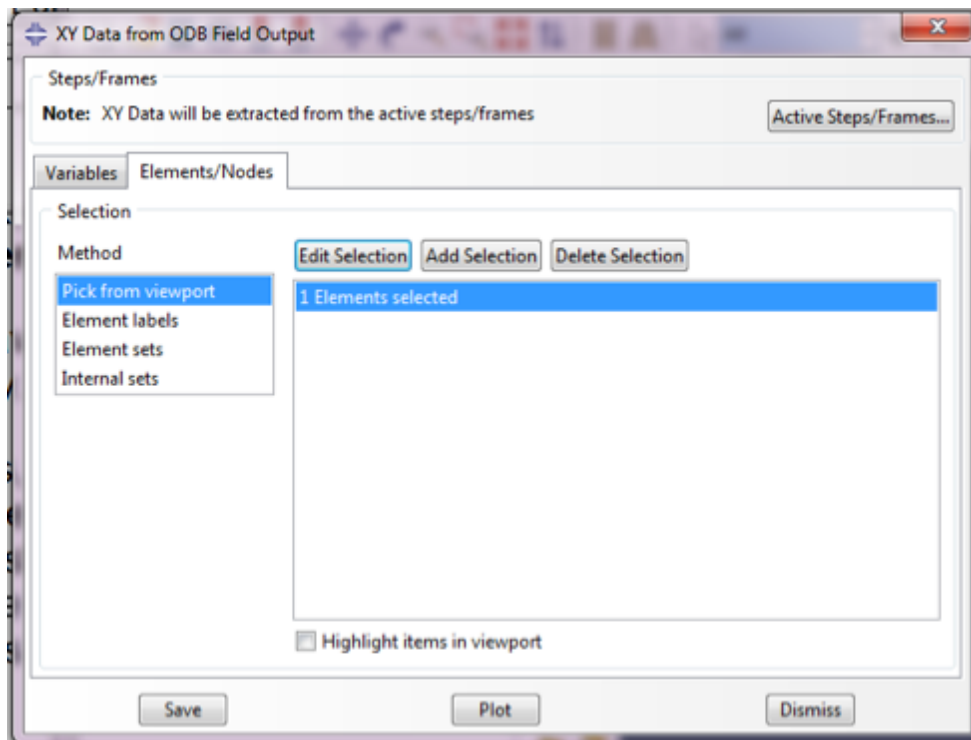 XY Data from ODB Field Output
Steps/Frames
Note: XY Data will be extracted from the active steps/frames
Active Steps/Frames...
Variables
Elements/Nodes
Selection
Method
Edit Selection
Add Selection
Delete Selection
Pick from viewport
1 Elements selected
Element labels
Element sets
Internal sets
Highlight items in viewport
Save
Plot
Dismiss